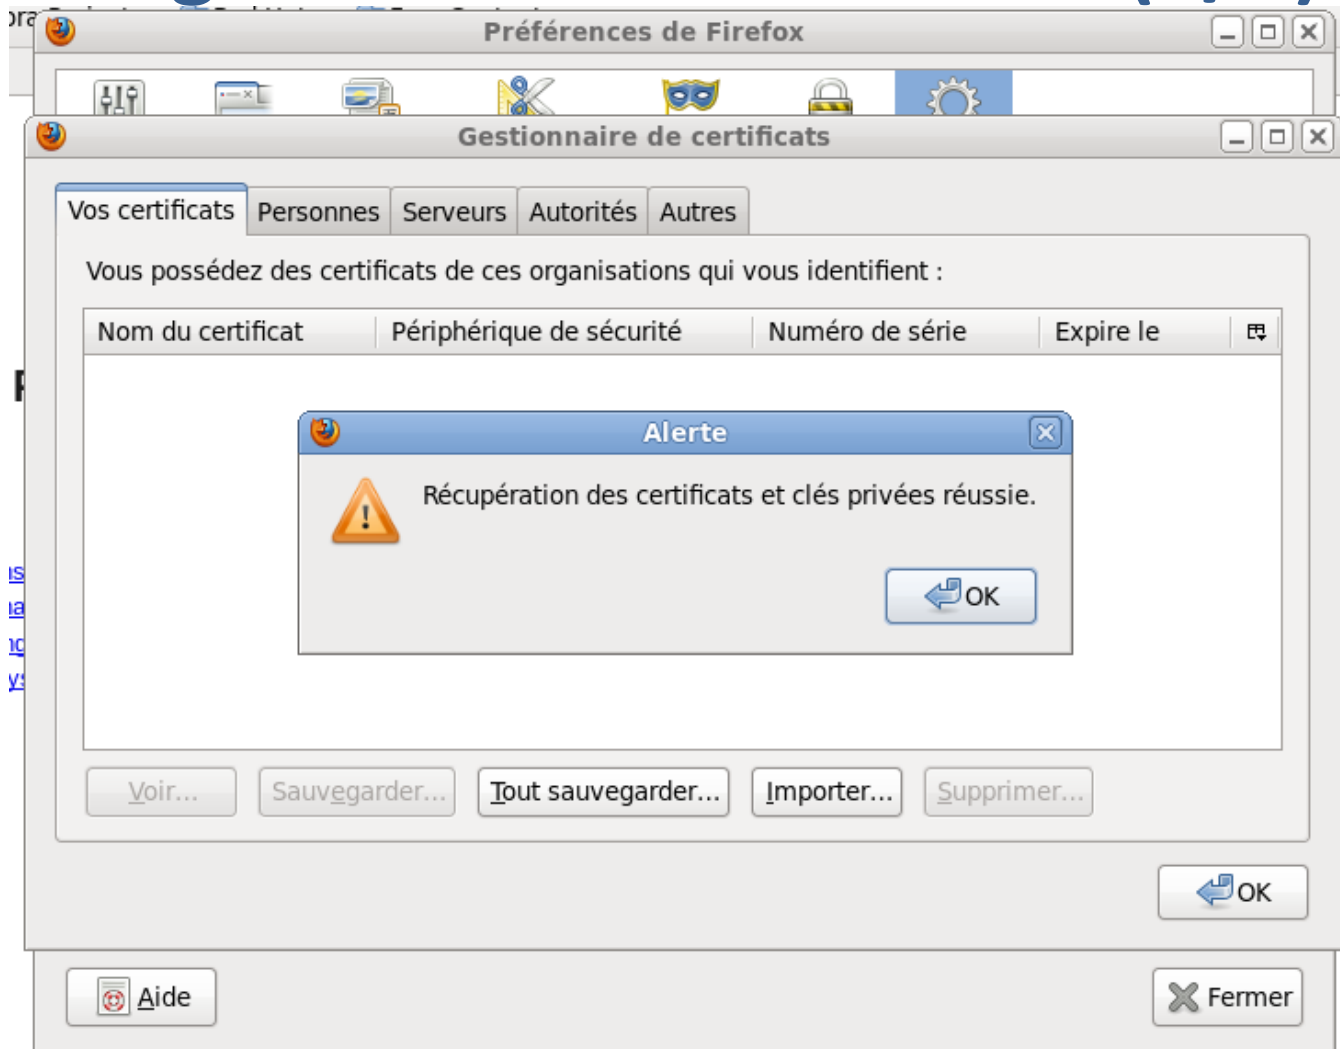 Préférences de Firefox
Gestionnaire de certificats
Vos certificats Personnes Serveurs Autorités Autres
Vous possédez des certificats de ces organisations qui vous identifient :
Nom du certificat Périphérique de sécurité Numéro de série Expire le
Alerte
Récupération des certificats et clés privées réussie.
OK
Voir... Sauvegarder... Tout sauvegarder... Importer... Supprimer...
OK
Aide Fermer